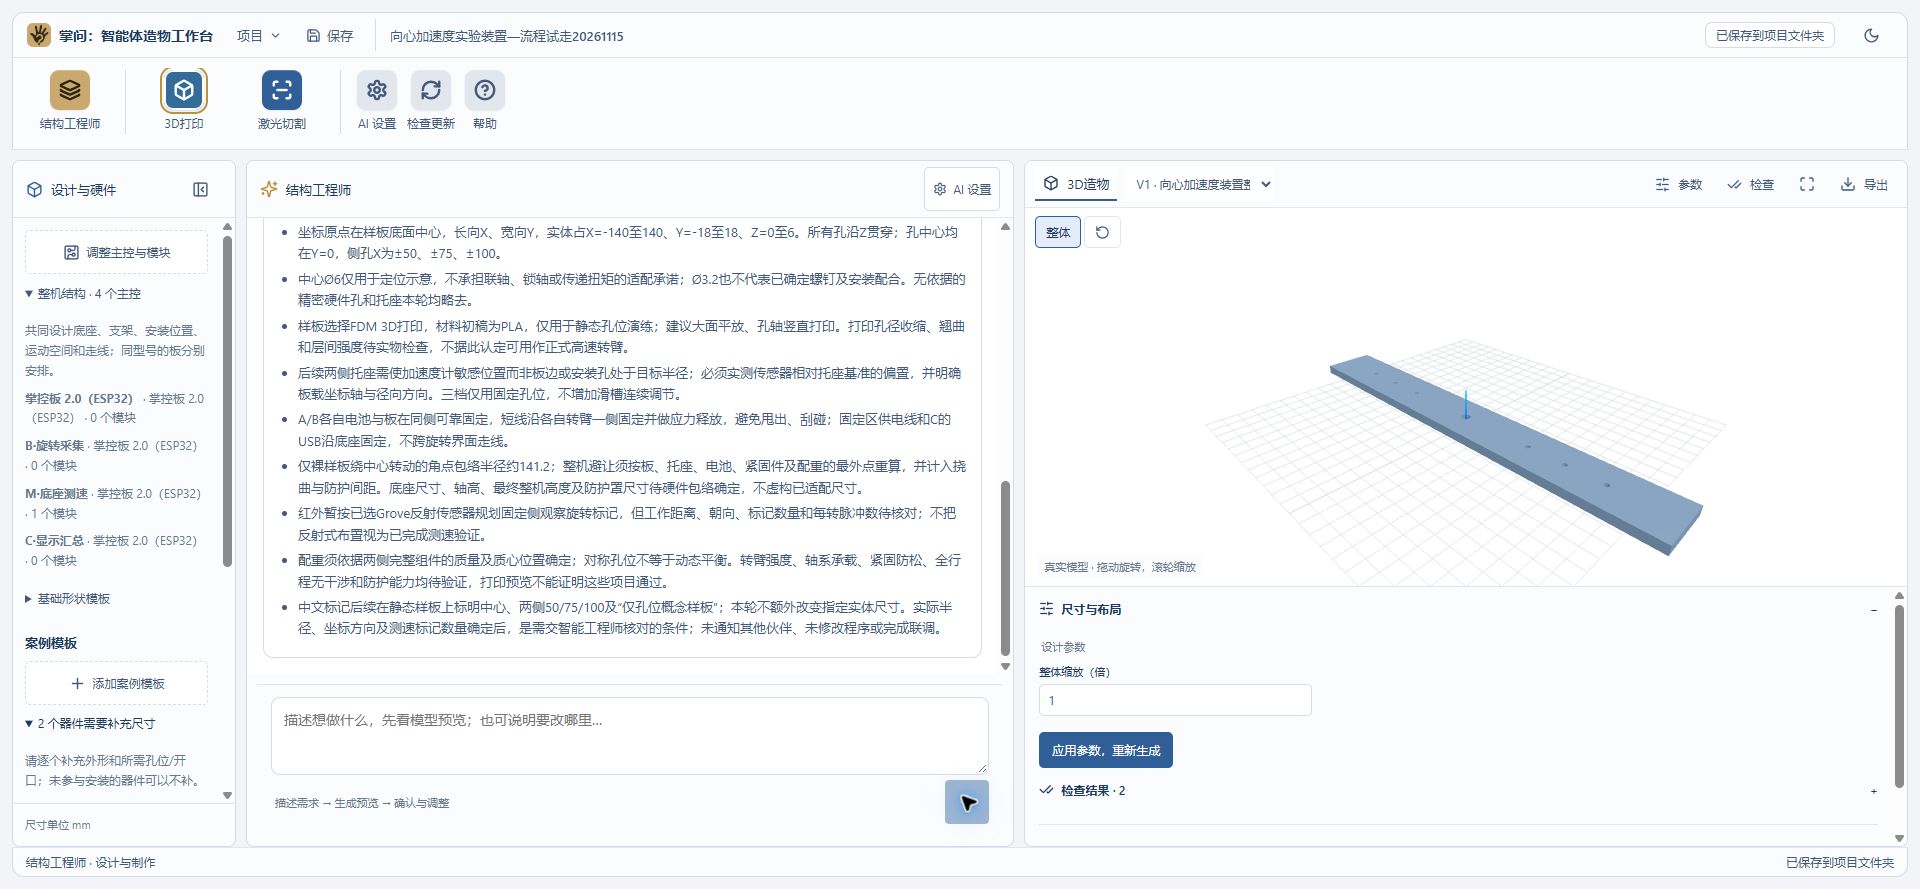 掌问：智能体造物工作台
项目
保存
向心加速度实验装置—流程试走20261115
已保存到项目文件夹
结构工程师
3D打印
激光切割
AI 设置
检查更新
帮助
设计与硬件
调整主控与模块
▼ 整机结构 · 4 个主控
共同设计底座、支架、安装位置、
运动空间和走线；同型号的板分别
安排。
掌控板 2.0（ESP32） · 掌控板 2.0
（ESP32） · 0 个模块
B·旋转采集 · 掌控板 2.0（ESP32）
· 0 个模块
M·底座测速 · 掌控板 2.0（ESP32）
· 1 个模块
C·显示汇总 · 掌控板 2.0（ESP32）
· 0 个模块
▶ 基础形状模板
案例模板
＋ 添加案例模板
▼ 2 个器件需要补充尺寸
请逐个补充外形和所需孔位/开
口；未参与安装的器件可以不补。
尺寸单位 mm
结构工程师
AI 设置
• 坐标原点在样板底面中心，长向X、宽向Y，实体占X=-140至140、Y=-18至18、Z=0至6。所有孔沿Z贯穿；孔中心均
在Y=0，侧孔X为±50、±75、±100。
• 中心Ø6仅用于定位示意，不承担联轴、锁轴或传递扭矩的适配承诺；Ø3.2也不代表已确定螺钉及安装配合。无依据的
精密硬件孔和托座本轮均略去。
• 样板选择FDM 3D打印，材料初稿为PLA，仅用于静态孔位演练；建议大面平放、孔轴竖直打印。打印孔径收缩、翘曲
和层间强度待实物检查，不据此认定可用作正式高速转臂。
• 后续两侧托座需使加速度计敏感位置而非板边或安装孔处于目标半径；必须实测传感器相对托座基准的偏置，并明确
板载坐标轴与径向方向。三档仅用固定孔位，不增加滑槽连续调节。
• A/B各自电池与板在同侧可靠固定，短线沿各自转臂一侧固定并做应力释放，避免甩出、刮碰；固定区供电线和C的
USB沿底座固定，不跨旋转界面走线。
• 仅裸样板绕中心转动的角点包络半径约141.2；整机避让须按板、托座、电池、紧固件及配重的最外点重算，并计入挠
曲与防护间距。底座尺寸、轴高、最终整机高度及防护罩尺寸待硬件包络确定，不虚构已适配尺寸。
• 红外暂按已选Grove反射传感器规划固定侧观察旋转标记，但工作距离、朝向、标记数量和每转脉冲数待核对；不把
反射式布置视为已完成测速验证。
• 配重须依据两侧完整组件的质量及质心位置确定；对称孔位不等于动态平衡。转臂强度、轴系承载、紧固防松、全行
程无干涉和防护能力均待验证，打印预览不能证明这些项目通过。
• 中文标记后续在静态样板上标明中心、两侧50/75/100及“仅孔位概念样板”；本轮不额外改变指定实体尺寸。实际半
径、坐标方向及测速标记数量确定后，是需交智能工程师核对的条件；未通知其他伙伴、未修改程序或完成联调。
描述想做什么，先看模型预览；也可说明要改哪里...
描述需求 → 生成预览 → 确认与调整
3D造物
V1 · 向心加速度装置整
参数
检查
导出
整体
真实模型 · 拖动旋转，滚轮缩放
尺寸与布局
−
设计参数
整体缩放（倍）
1
应用参数，重新生成
检查结果 · 2
+
结构工程师 · 设计与制作
已保存到项目文件夹